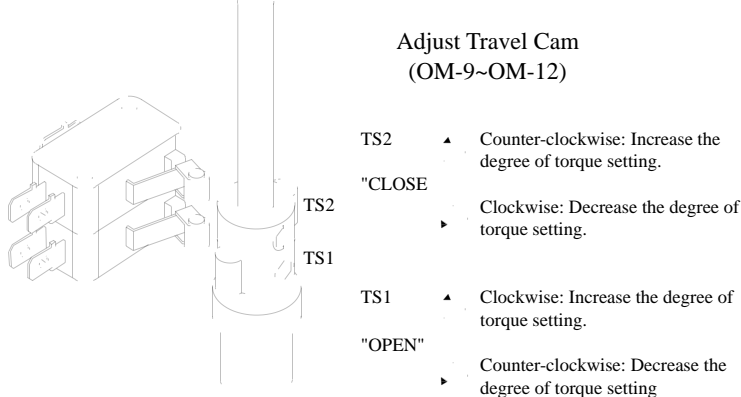 Adjust Travel Cam
(OM-9~OM-12)
TS2
Counter-clockwise: Increase the
degree of torque setting.
"CLOSE
Clockwise: Decrease the degree of
torque setting.
TS2
TS1
TS1
Clockwise: Increase the degree of
torque setting.
"OPEN"
Counter-clockwise: Decrease the
degree of torque setting